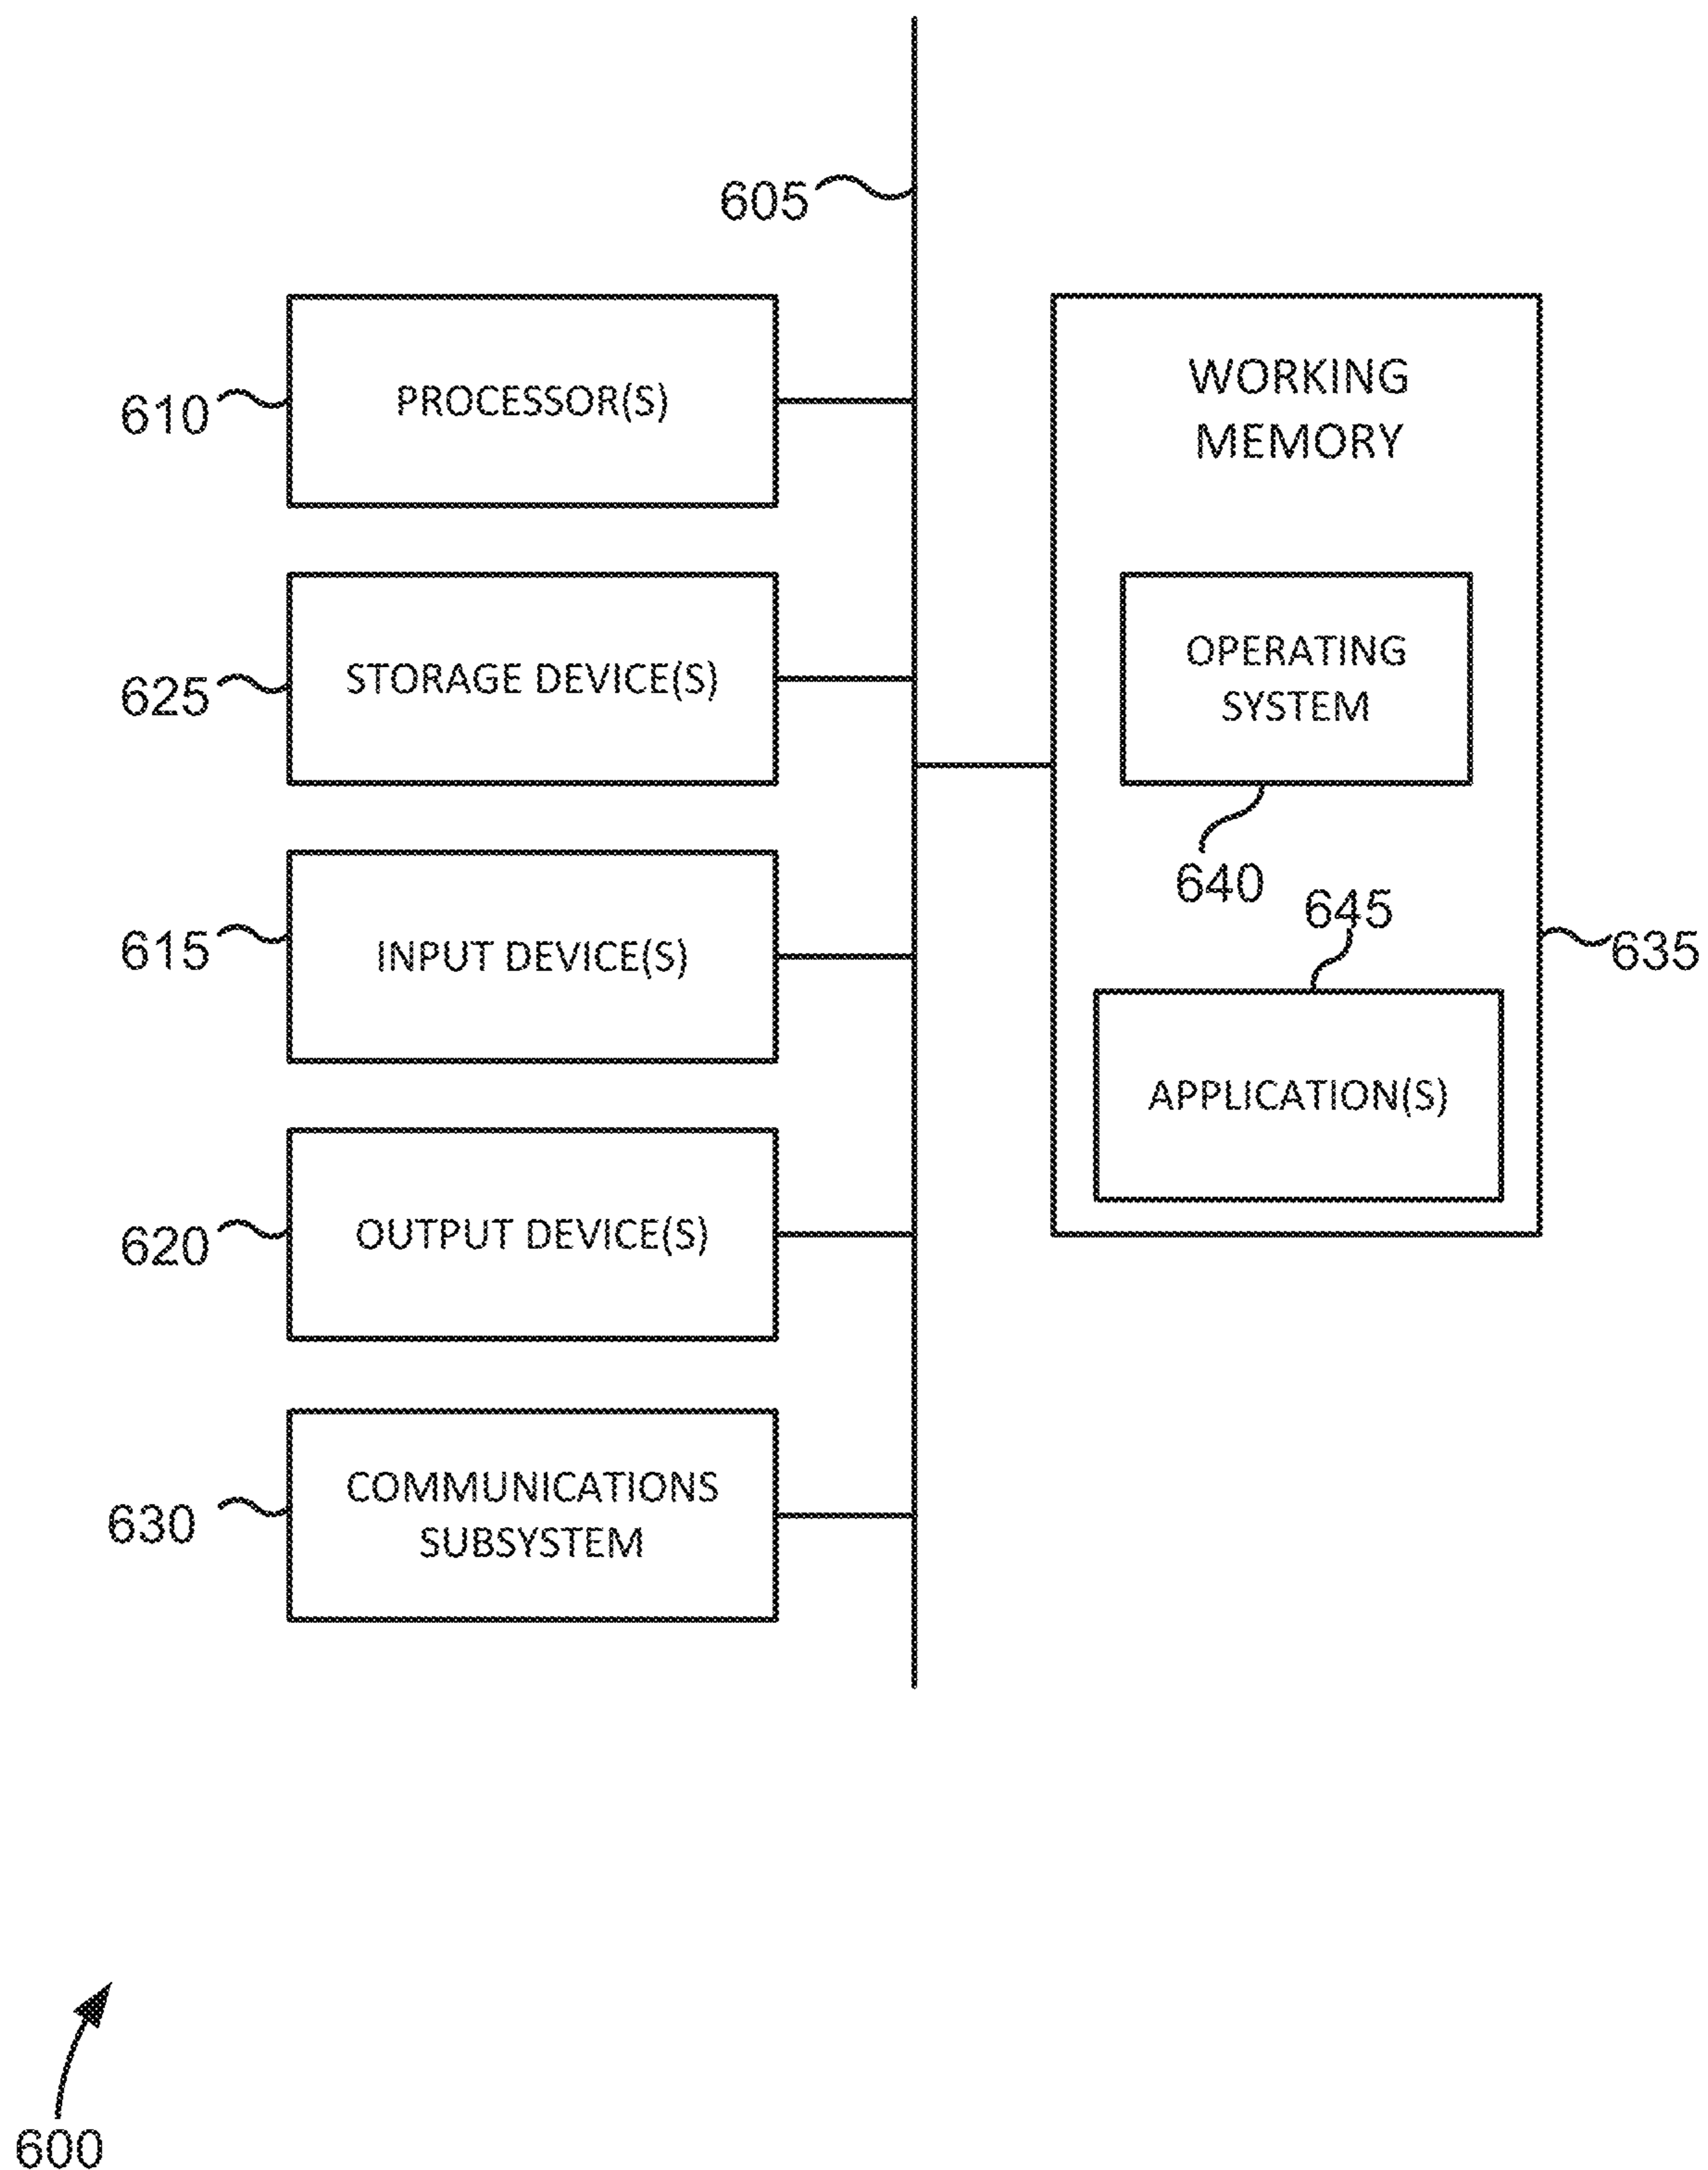 605
610
PROCESSOR(S)
625
STORAGE DEVICE(S)
615
INPUT DEVICE(S)
620
OUTPUT DEVICE(S)
630
COMMUNICATIONS
SUBSYSTEM
WORKING
MEMORY
OPERATING
SYSTEM
640
645
635
APPLICATION(S)
600